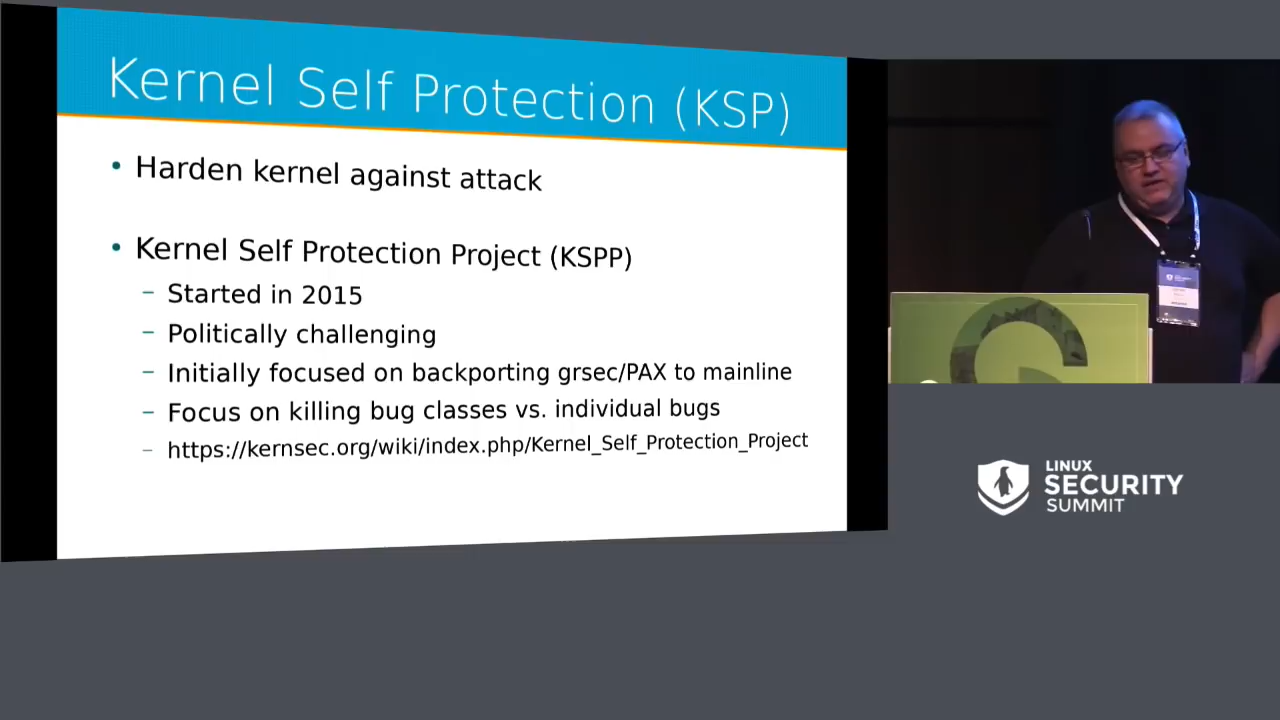 Kernel Self Protection (KSP)
• Harden kernel against attack
• Kernel Self Protection Project (KSPP)
– Started in 2015
– Politically challenging
– Initially focused on backporting grsec/PAX to mainline
– Focus on killing bug classes vs. individual bugs
– https://kernsec.org/wiki/index.php/Kernel_Self_Protection_Project
LINUX
SECURITY
SUMMIT